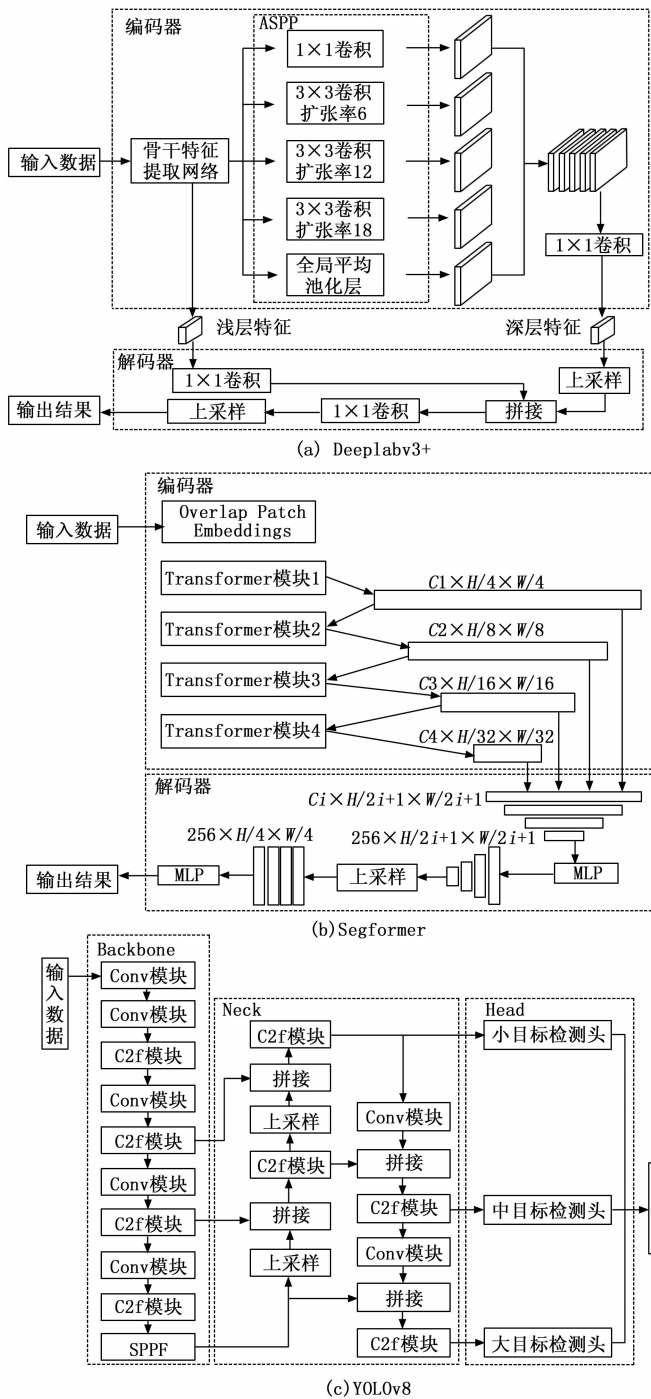 编码器
ASPP
1×1卷积
3×3卷积
扩张率6
输入数据
骨干特征
提取网络
3×3卷积
扩张率12
3×3卷积
扩张率18
1×1卷积
全局平均
池化层
浅层特征
深层特征
解码器
1×1卷积
上采样
输出结果
上采样
1×1卷积
拼接
(a) Deeplabv3+
编码器
输入数据
Overlap Patch
Embeddings
Transformer模块1
C1×H/4×W/4
Transformer模块2
C2×H/8×W/8
Transformer模块3
C3×H/16×W/16
Transformer模块4
C4×H/32×W/32
解码器
Ci×H/2i+1×W/2i+1
256×H/4×W/4
256×H/2i+1×W/2i+1
输出结果
MLP
上采样
MLP
(b)Segformer
Backbone
输
入
数
据
Conv模块
Conv模块
C2f模块
Conv模块
C2f模块
Conv模块
C2f模块
Conv模块
C2f模块
SPPF
Neck
C2f模块
拼接
上采样
C2f模块
拼接
上采样
Conv模块
拼接
C2f模块
Conv模块
拼接
C2f模块
Head
小目标检测头
中目标检测头
大目标检测头
(c)YOLOv8